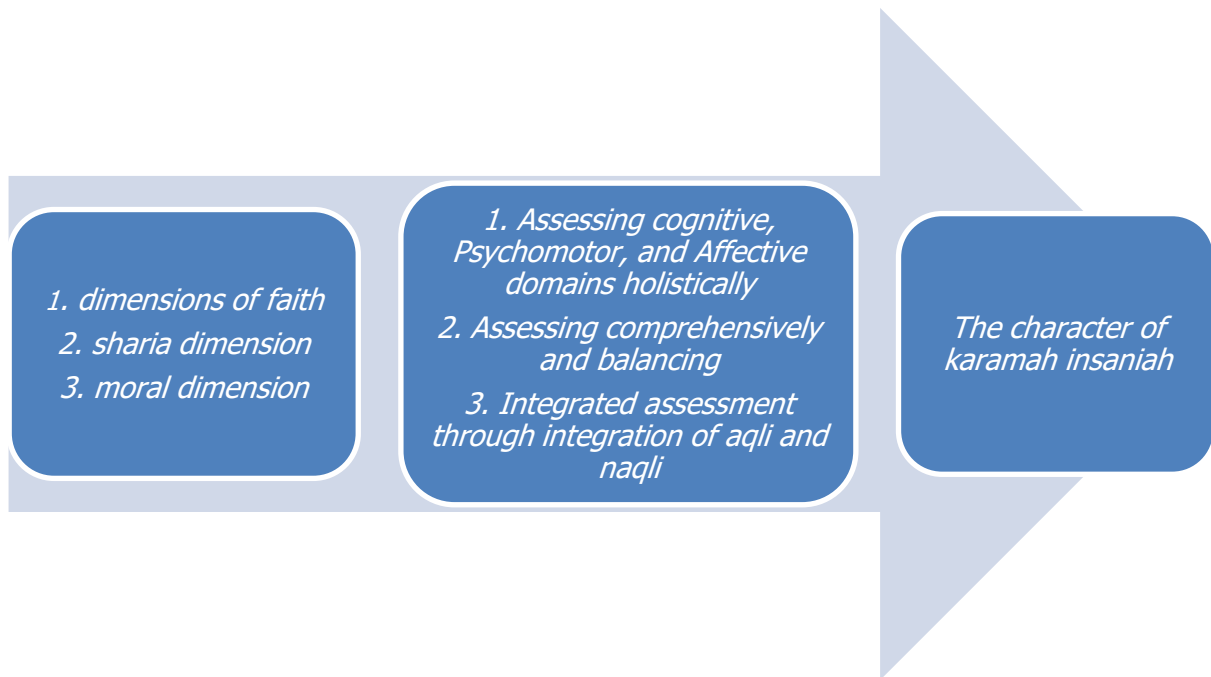 1. dimensions of faith
2. sharia dimension
3. moral dimension
1. Assessing cognitive,
Psychomotor, and Affective
domains holistically
2. Assessing comprehensively
and balancing
3. Integrated assessment
through integration of aqli and
naqli
The character of
karamah insaniah